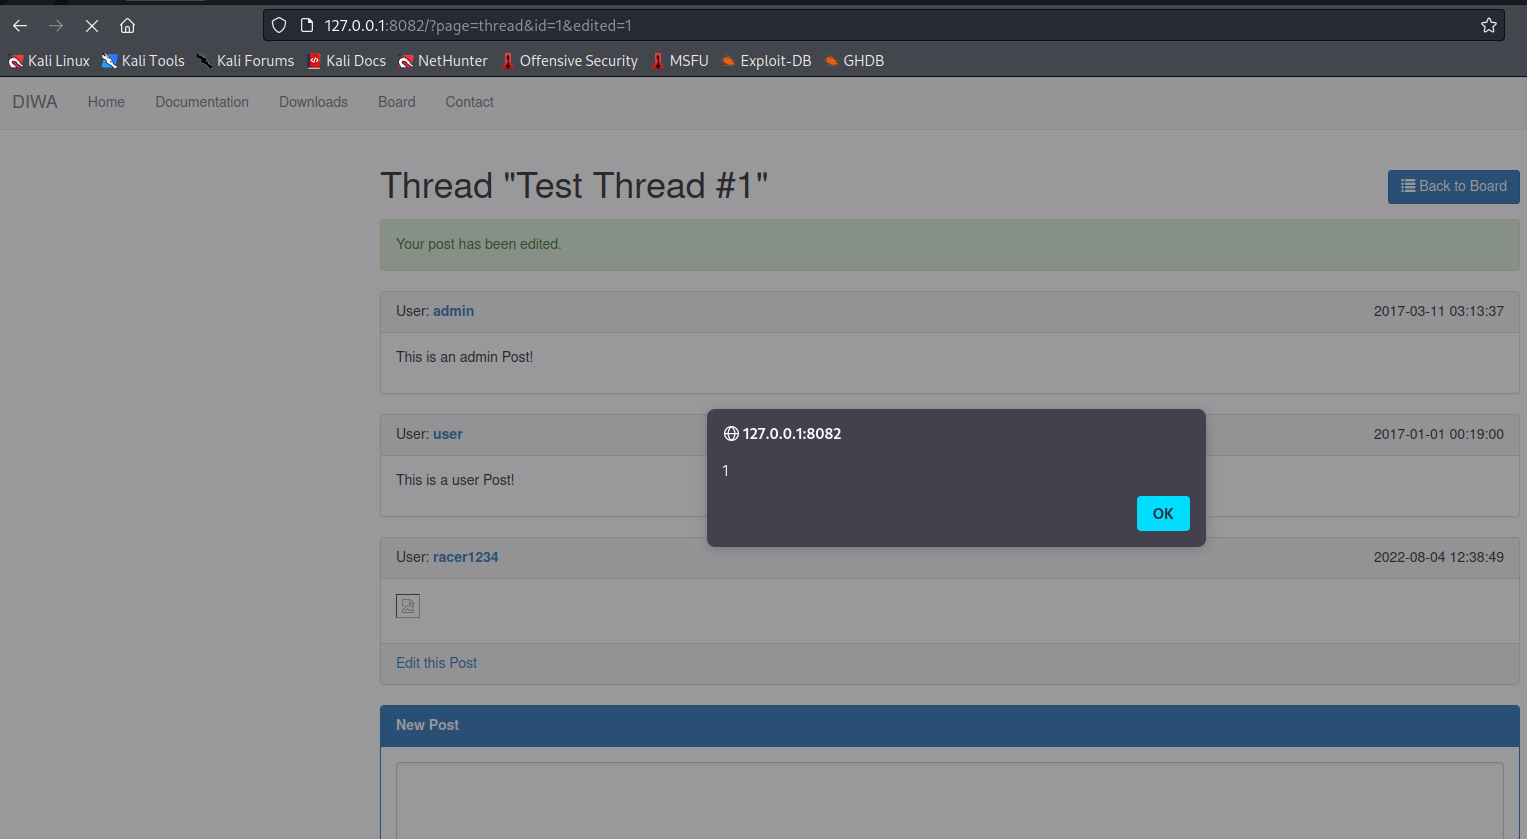 127.0.0.1:8082/?page=thread&id=1&edited=1
Kali Linux Kali Tools Kali Forums Kali Docs NetHunter Offensive Security MSFU Exploit-DB GHDB
DIWA Home Documentation Downloads Board Contact
Thread "Test Thread #1" Back to Board
Your post has been edited.
User: admin 2017-03-11 03:13:37
This is an admin Post!
User: user 2017-01-01 00:19:00
This is a user Post!
127.0.0.1:8082
1
OK
User: racer1234 2022-08-04 12:38:49
Edit this Post
New Post